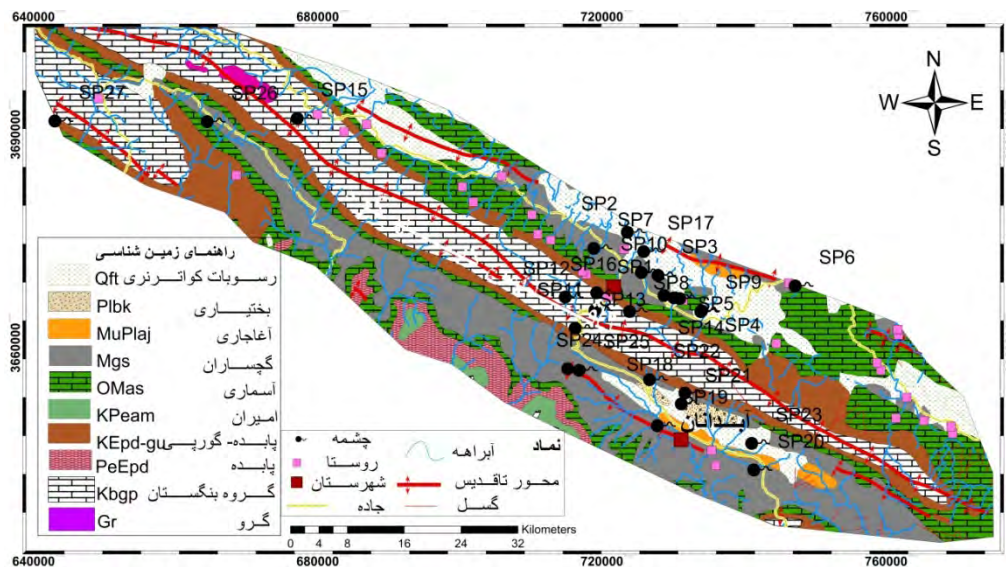 640000 680000 720000 760000
N
W E
S
3690000
3660000
SP27
SP26
SP15
SP2
SP7
SP17
SP10
SP3
SP6
SP12
SP16
SP1
SP8
SP9
SP11
SP13
SP5
SP14
SP4
SP24
SP25
SP22
SP18
SP21
SP19
SP23
SP20
آبدانان
راهنمای زمین شناسی
Qft رسوبات کواترنری
Plbk بختیاری
MuPlaj آغاجاری
Mgs گچساران
OMas آسماری
KPeam امیران
KEpd-gu پابده- گورپی
PeEpd پابده
Kbgp گروه بنگستان
Gr گرو
نماد
چشمه
آبراهه
روستا
شهرستان
محور تاقدیس
جاده
گسل
Kilometers
0 4 8 16 24 32
640000 680000 720000 760000